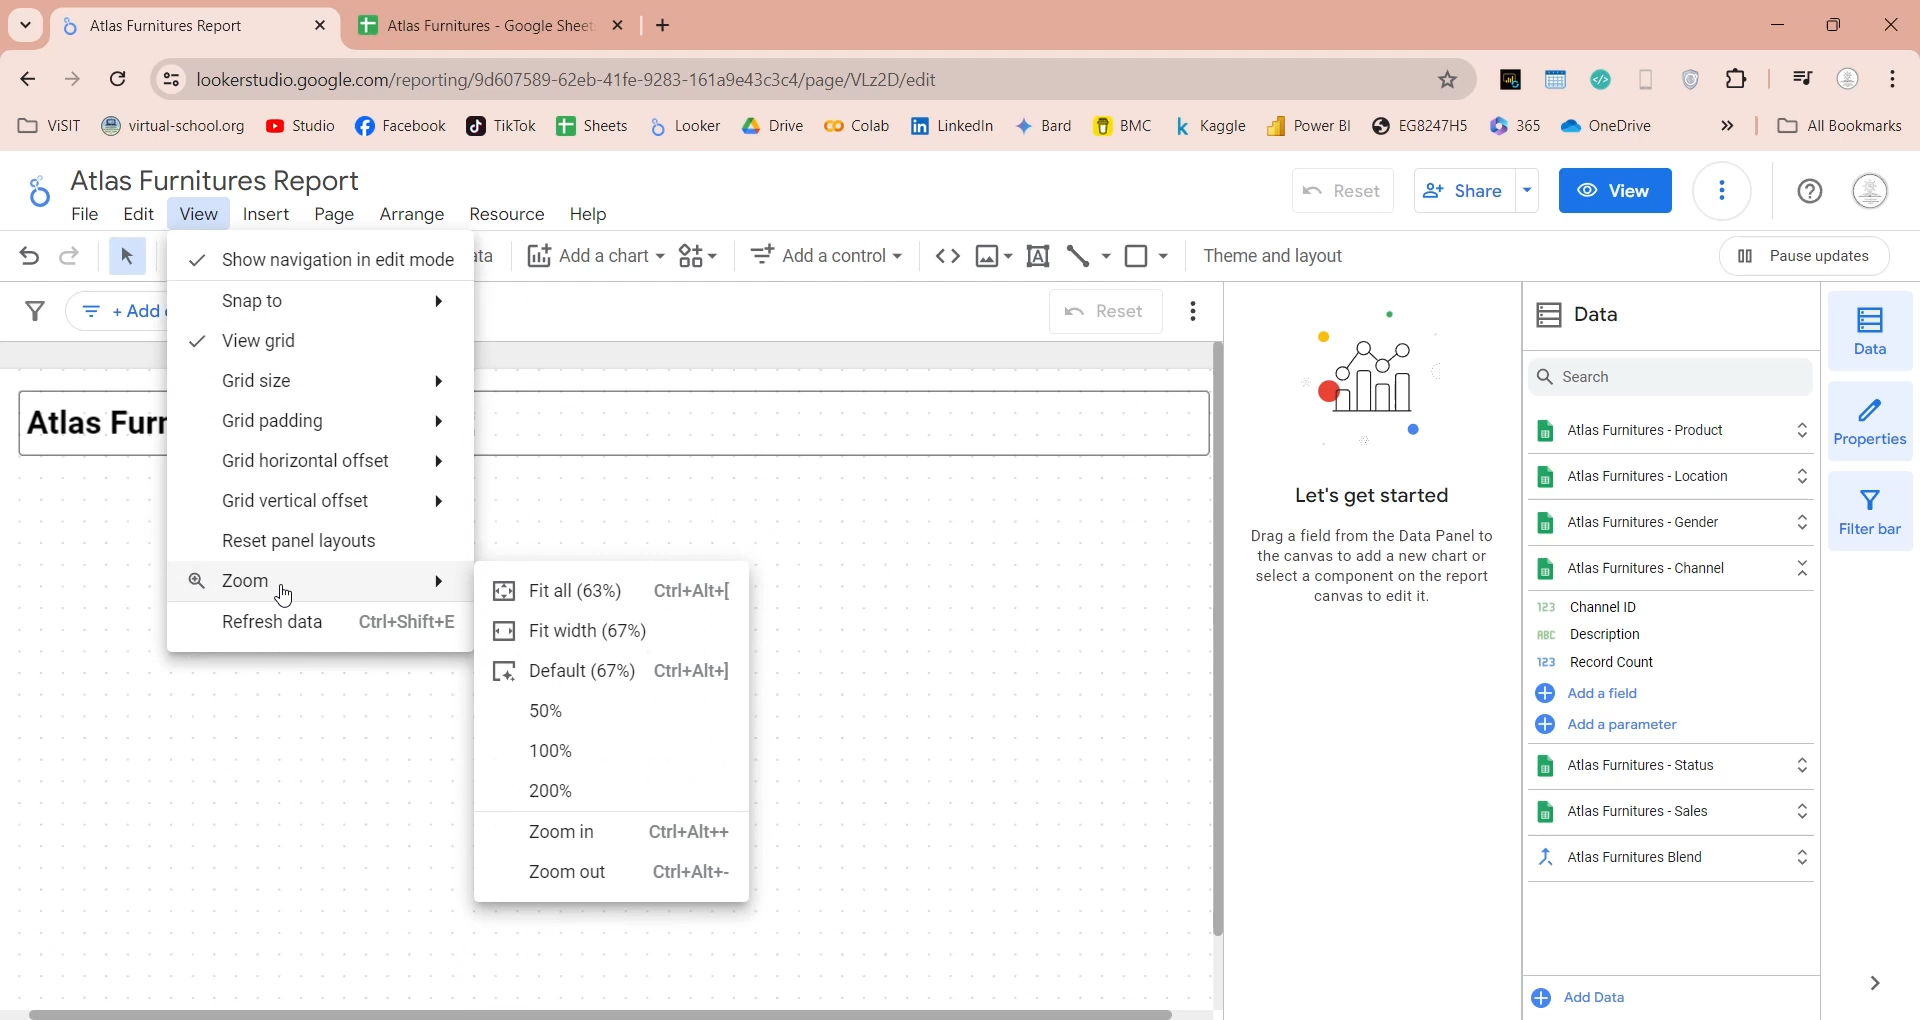 Atlas Furnitures Report
Atlas Furnitures - Google Sheet
lookerstudio.google.com/reporting/9d607589-62eb-41fe-9283-161a9e43c3c4/page/VLz2D/edit
ViSIT
virtual-school.org
Studio
Facebook
TikTok
Sheets
Looker
Drive
Colab
LinkedIn
Bard
BMC
Kaggle
Power BI
EG8247H5
365
OneDrive
All Bookmarks
Atlas Furnitures Report
Reset
Share
View
File Edit View Insert Page Arrange Resource Help
Add a chart
Add a control
Theme and layout
Pause updates
+ Add
Reset
Show navigation in edit mode
Snap to
View grid
Grid size
Grid padding
Grid horizontal offset
Grid vertical offset
Reset panel layouts
Zoom
Refresh data Ctrl+Shift+E
Fit all (63%) Ctrl+Alt+[
Fit width (67%)
Default (67%) Ctrl+Alt+]
50%
100%
200%
Zoom in Ctrl+Alt++
Zoom out Ctrl+Alt+-
Atlas Furn
Let's get started
Drag a field from the Data Panel to
the canvas to add a new chart or
select a component on the report
canvas to edit it.
Data
Search
Atlas Furnitures - Product
Atlas Furnitures - Location
Atlas Furnitures - Gender
Atlas Furnitures - Channel
123 Channel ID
ABC Description
123 Record Count
Add a field
Add a parameter
Atlas Furnitures - Status
Atlas Furnitures - Sales
Atlas Furnitures Blend
Add Data
Data
Properties
Filter bar